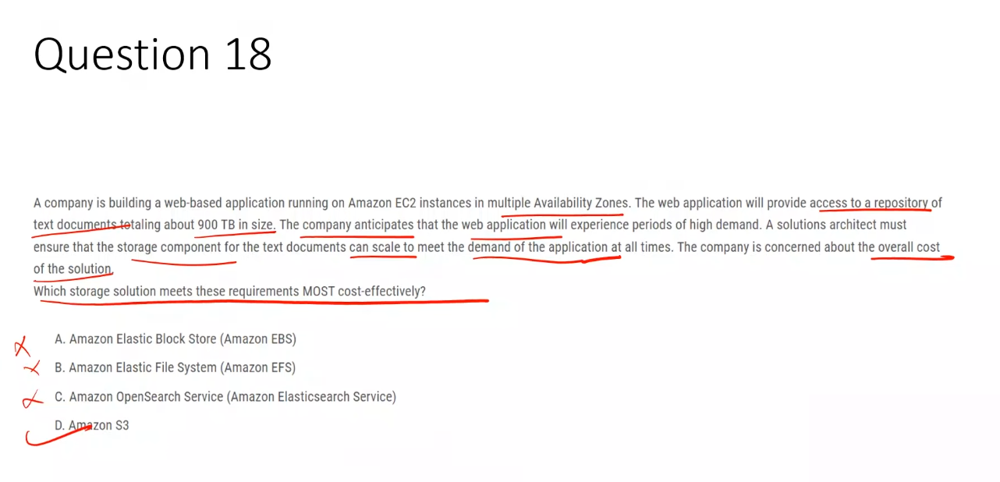 Question 18
A company is building a web-based application running on Amazon EC2 instances in multiple Availability Zones. The web application will provide access to a repository of
text documents totaling about 900 TB in size. The company anticipates that the web application will experience periods of high demand. A solutions architect must
ensure that the storage component for the text documents can scale to meet the demand of the application at all times. The company is concerned about the overall cost
of the solution.
Which storage solution meets these requirements MOST cost-effectively?
A. Amazon Elastic Block Store (Amazon EBS)
B. Amazon Elastic File System (Amazon EFS)
C. Amazon OpenSearch Service (Amazon Elasticsearch Service)
D. Amazon S3